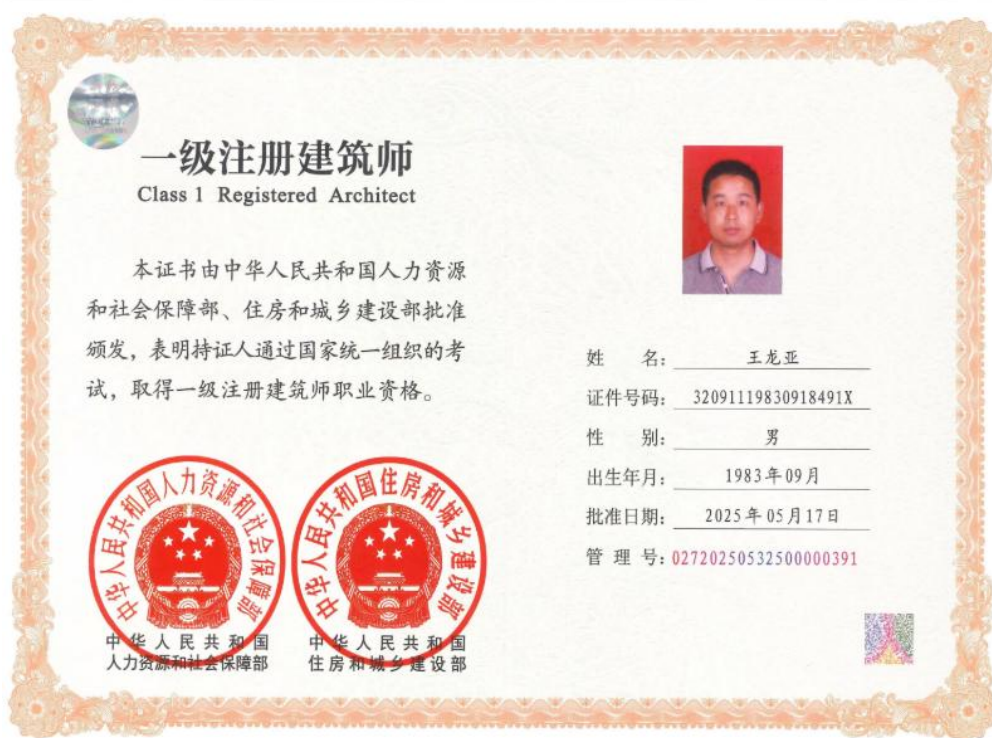 一级注册建筑师
Class 1 Registered Architect
本证书由中华人民共和国人力资源
和社会保障部、住房和城乡建设部批准
颁发，表明持证人通过国家统一组织的考
试，取得一级注册建筑师职业资格。
姓 名：王龙亚
证件号码：32091119830918491X
性 别：男
出生年月：1983年09月
批准日期：2025年05月17日
管 理 号：02720250532500000391
中华人民共和国人力资源和社会保障部
中华人民共和国住房和城乡建设部
中华人民共和国
人力资源和社会保障部
中华人民共和国
住房和城乡建设部